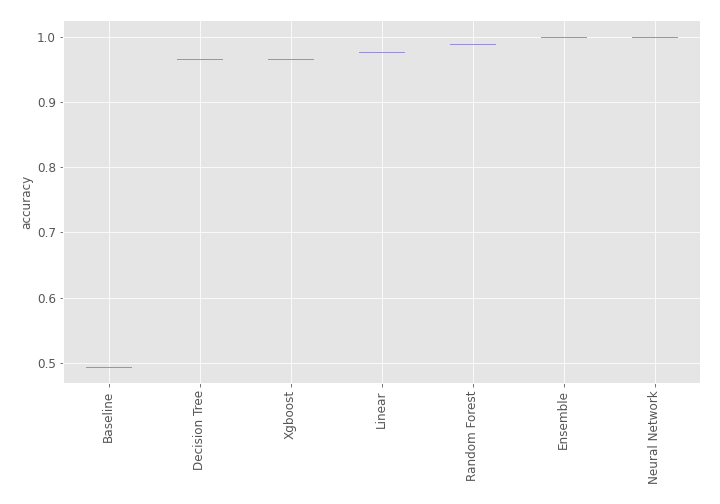 accuracy
1.0
0.9
0.8
0.7
0.6
0.5
Baseline
Decision Tree
Xgboost
Linear
Random Forest
Ensemble
Neural Network